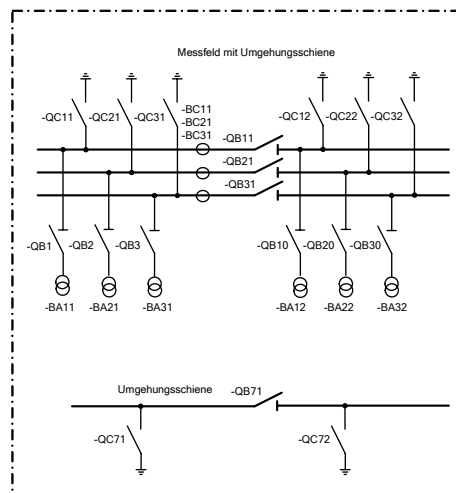 Messfeld mit Umgehungsschiene
-QC11 -QC21 -QC31 -BC11 -QC12 -QC22 -QC32
-BC21
-BC31 -QB11
-QB21
-QB31
-QB1 -QB2 -QB3 -QB10 -QB20 -QB30
-BA11 -BA21 -BA31 -BA12 -BA22 -BA32
Umgehungsschiene -QB71
-QC71 -QC72